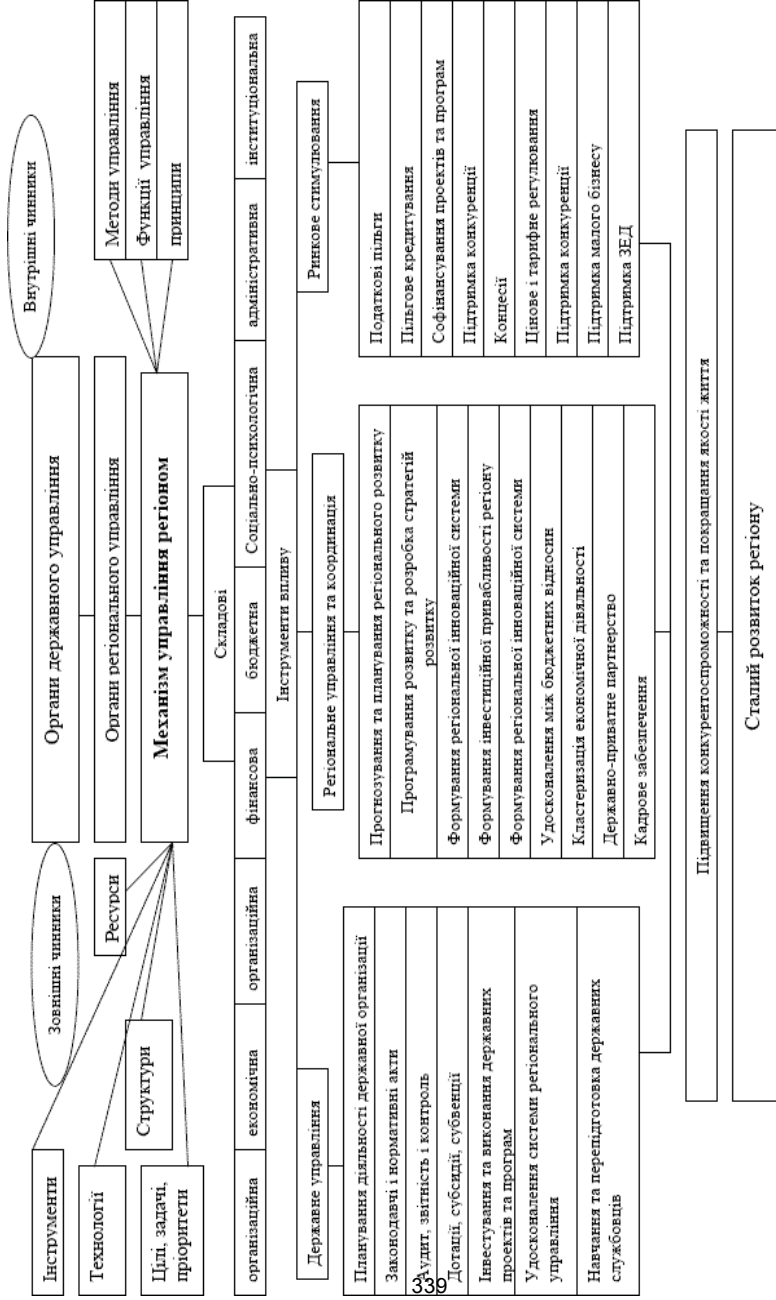 Зовнішні чинники
Внутрішні чинники
Органи державного управління
Органи регіонального управління
Механізм управління регіоном
Інструменти
Технології
Цілі, задачі,
пріоритети
Структури
Ресурси
Методи управління
Функції управління
принципи
Складові
організаційна
економічна
організаційна
фінансова
бюджетна
Соціально-психологічна
адміністративна
інституціональна
Інструменти впливу
Державне управління
Планування діяльності державної організації
Законодавчі і нормативні акти
Аудит, звітність і контроль
Дотації, субсидії, субвенції
Інвестування та виконання державних
проектів та програм
Удосконалення системи регіонального
управління
Навчання та перепідготовка державних
службовців
Регіональне управління та координація
Прогнозування та планування регіонального розвитку
Програмування розвитку та розробка стратегій
розвитку
Формування регіональної інноваційної системи
Формування інвестиційної привабливості регіону
Формування регіональної інноваційної системи
Удосконалення між бюджетних відносин
Кластеризація економічної діяльності
Державно-приватне партнерство
Кадрове забезпечення
Ринкове стимулювання
Податкові пільги
Пільгове кредитування
Софінансування проектів та програм
Підтримка конкуренції
Концесії
Цінове і тарифне регулювання
Підтримка конкуренції
Підтримка малого бізнесу
Підтримка ЗЕД
Підвищення конкурентоспроможності та покращання якості життя
Сталий розвиток регіону
339